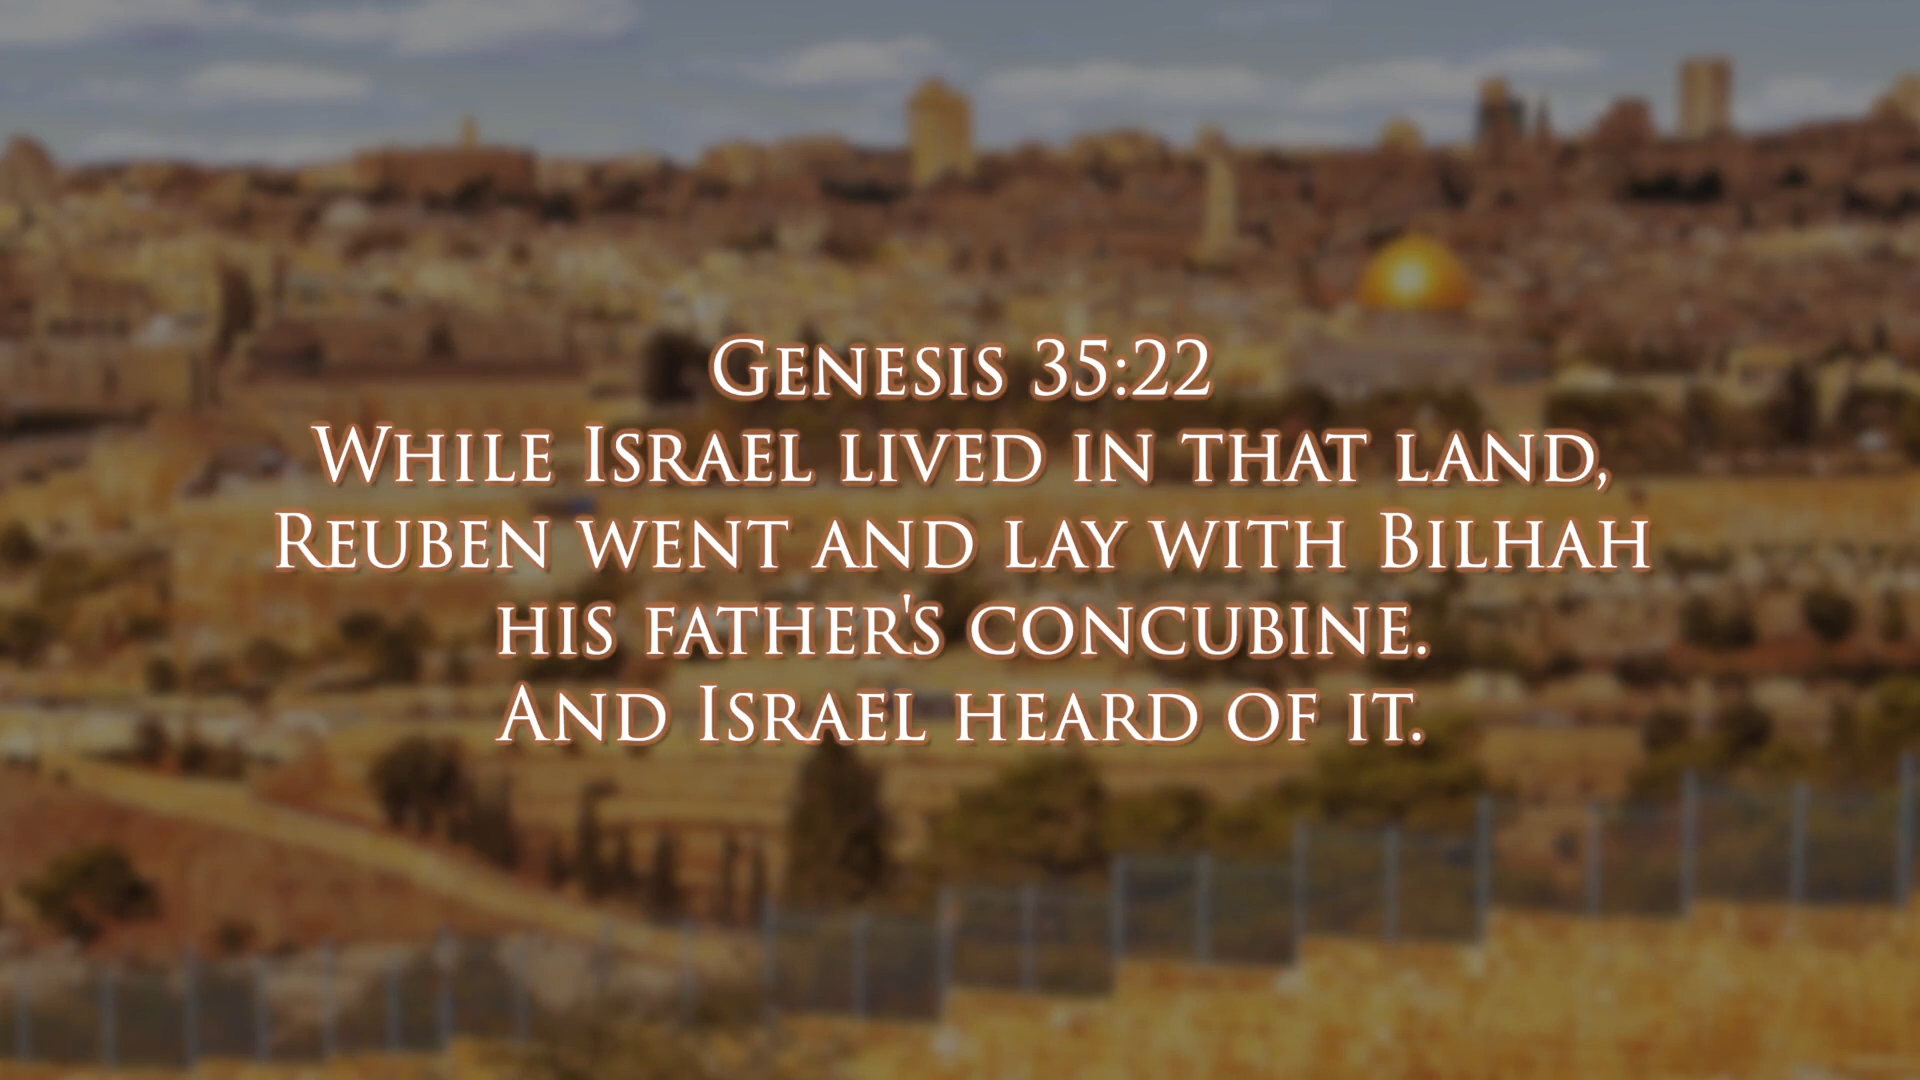 Genesis 35:22
While Israel lived in that land,
Reuben went and lay with Bilhah
his father's concubine.
And Israel heard of it.